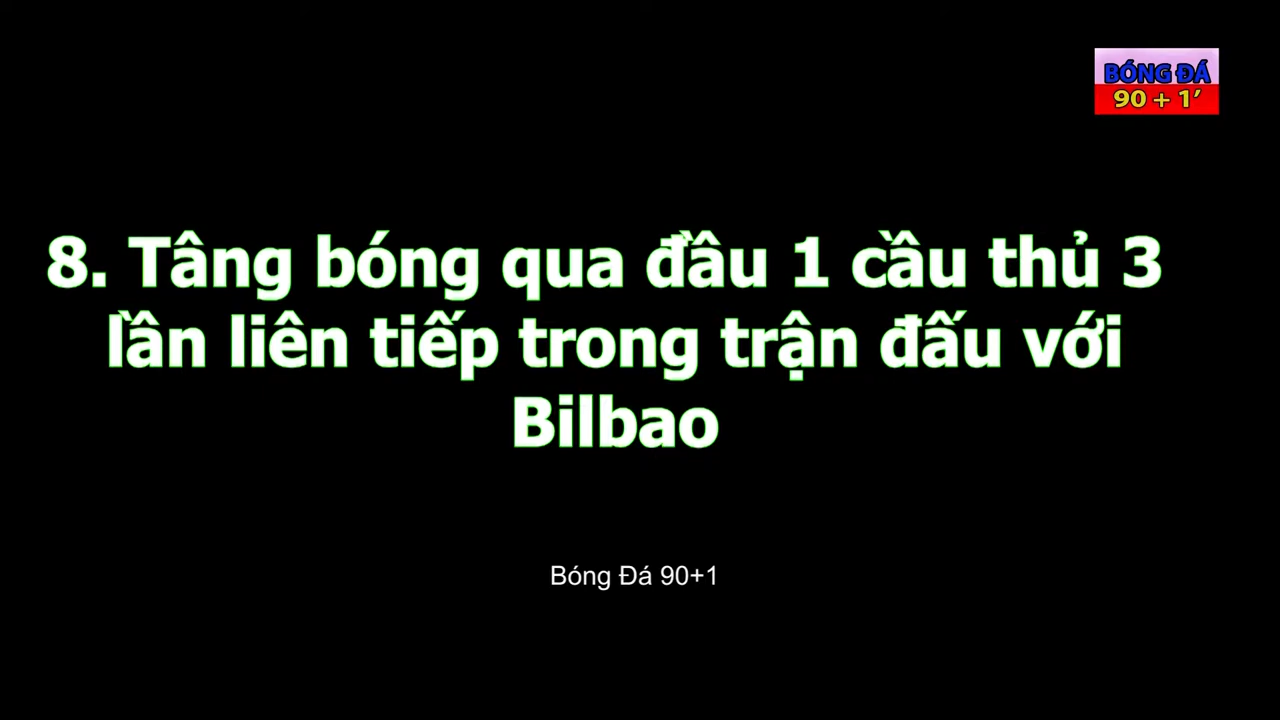 BÓNG ĐÁ
90 + 1’
8. Tâng bóng qua đầu 1 cầu thủ 3
lần liên tiếp trong trận đấu với
Bilbao
Bóng Đá 90+1